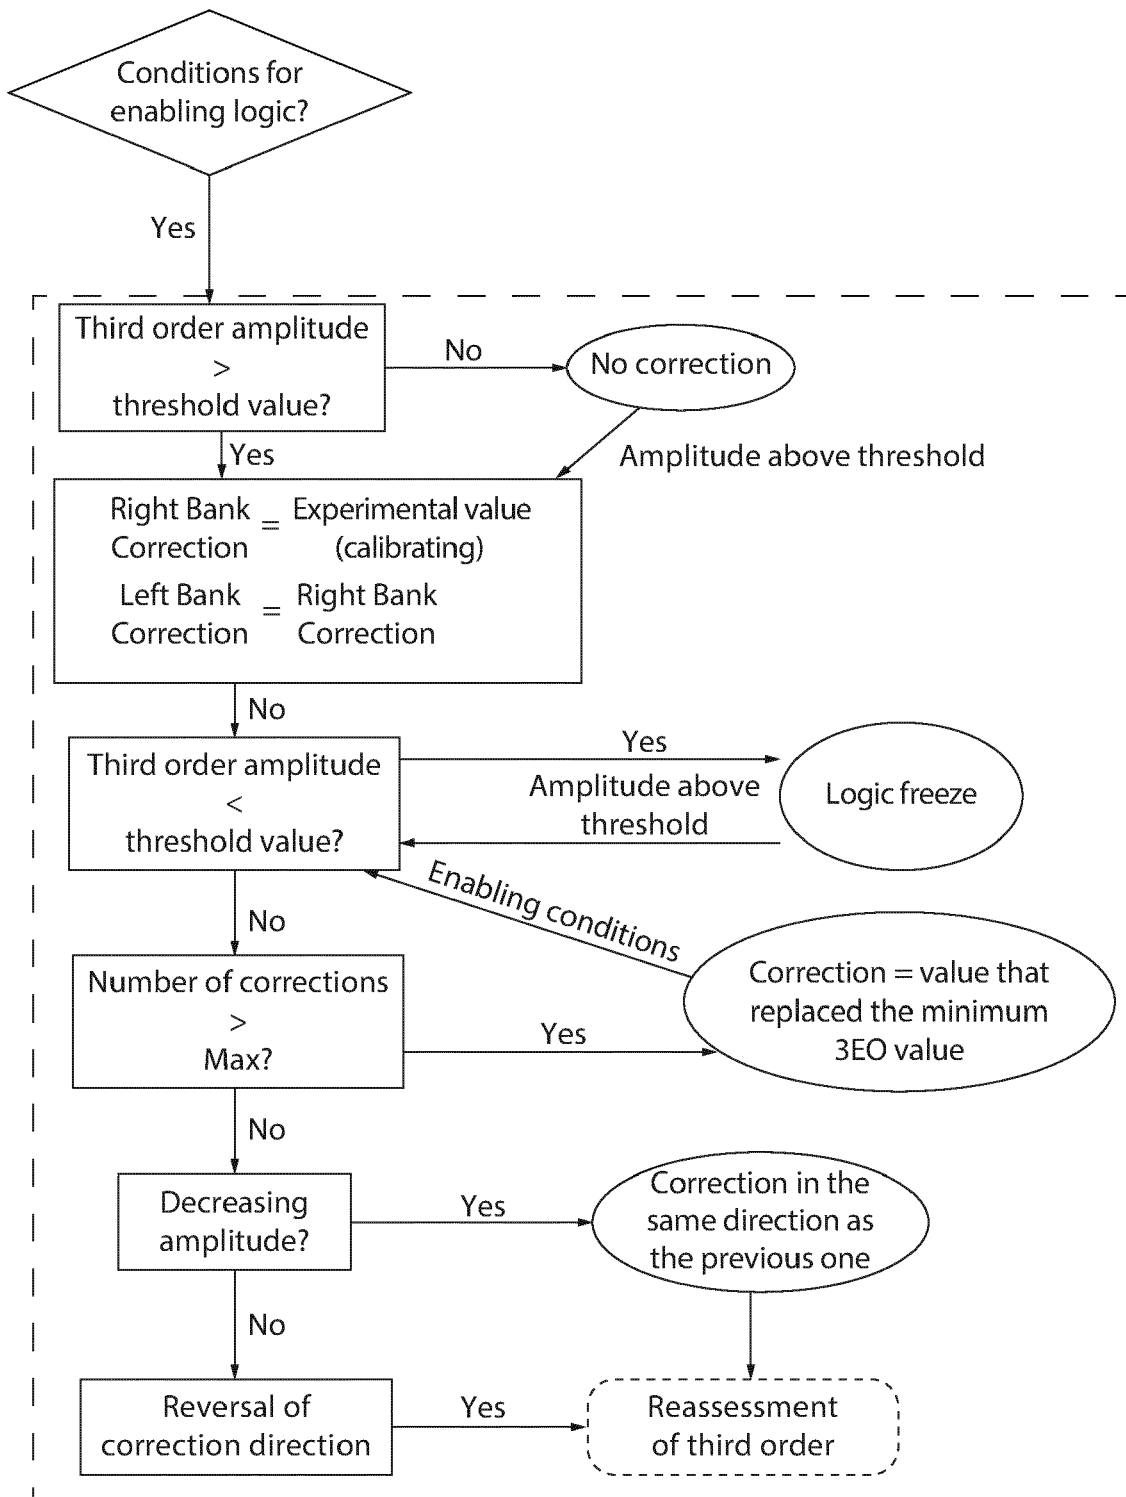 Conditions for
enabling logic?
Yes
Third order amplitude
>
threshold value?
No
No correction
Yes
Amplitude above threshold
Right Bank
Correction
=
Experimental value
(calibrating)
Left Bank
Correction
=
Right Bank
Correction
No
Third order amplitude
<
threshold value?
Yes
Amplitude above
threshold
Logic freeze
Enabling conditions
No
Number of corrections
>
Max?
Yes
Correction = value that
replaced the minimum
3EO value
No
Decreasing
amplitude?
Yes
Correction in the
same direction as
the previous one
No
Reversal of
correction direction
Yes
Reassessment
of third order